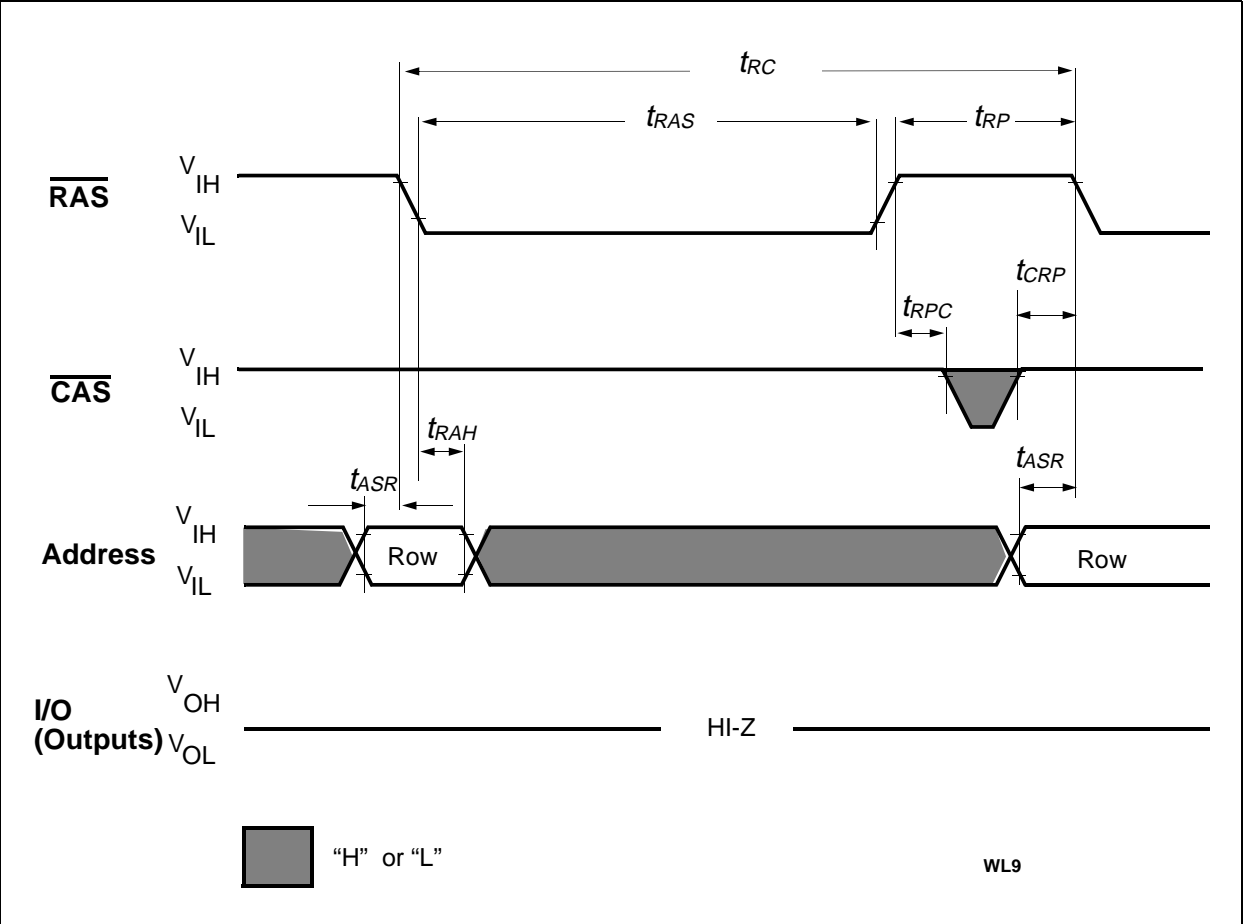 tRC
tRAS
tRP
RAS
VIH
VIL
tCRP
tRPC
CAS
VIH
VIL
tRAH
tASR
tASR
Address
VIH
VIL
Row
Row
I/O
(Outputs)
VOH
VOL
HI-Z
“H” or “L”
WL9